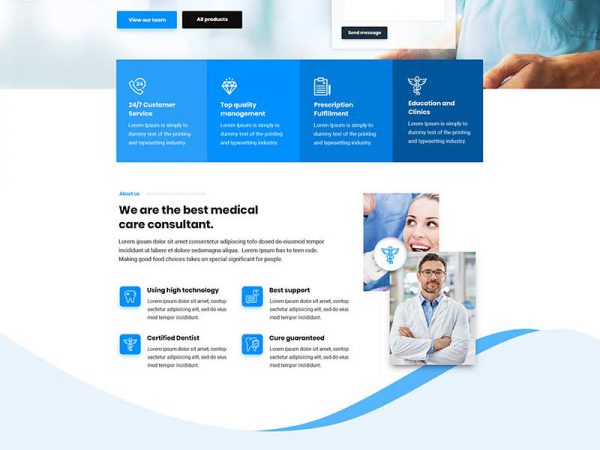 View our team
All products
Send message
24
24/7 Customer
Service
Lorem Ipsum is simply to
dummy text of the printing
and typesetting industry.
Top quality
management
Lorem Ipsum is simply to
dummy text of the printing
and typesetting industry.
Prescription
Fulfillment
Lorem Ipsum is simply to
dummy text of the printing
and typesetting industry.
Education and
Clinics
Lorem Ipsum is simply to
dummy text of the printing
and typesetting industry.
About us
We are the best medical
care consultant.
Lorem ipsum dolor sit amet consectetur adipiscing to do eiusmod tempor
incididunt ut labore et dolore sedomagna aliqua. Lorem is simply free text.
Making good food choices takes on special significant for people.
Using high technology
Lorem ipsum dolor sit amet, contop
sectetur adipisicing elit, sed do eius
mod tempor incididunt.
Best support
Lorem ipsum dolor sit amet, contop
sectetur adipisicing elit, sed do eius
mod tempor incididunt.
Certified Dentist
Lorem ipsum dolor sit amet, contop
sectetur adipisicing elit, sed do eius
mod tempor incididunt.
Cure guaranteed
Lorem ipsum dolor sit amet, contop
sectetur adipisicing elit, sed do eius
mod tempor incididunt.